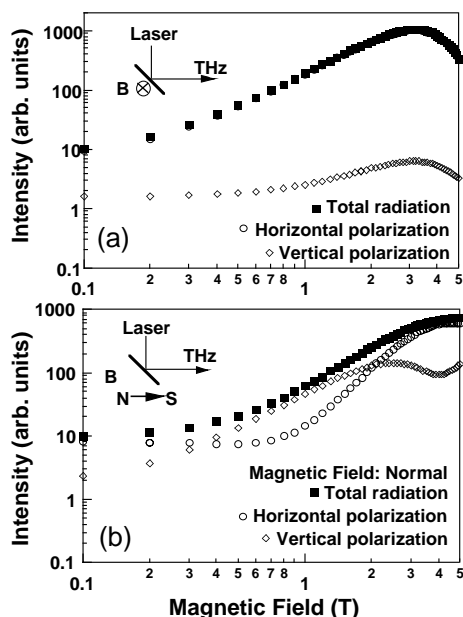 Intensity (arb. units)
1000
100
10
1
0.1
Laser
THz
B
(a)
Total radiation
Horizontal polarization
Vertical polarization
0.1 2 3 4 5 6 7 8 1 2 3 4 5
Intensity (arb. units)
1000
100
10
1
0.1
Laser
THz
B
N S
(b)
Magnetic Field: Normal
Total radiation
Horizontal polarization
Vertical polarization
0.1 2 3 4 5 6 7 8 1 2 3 4 5
Magnetic Field (T)